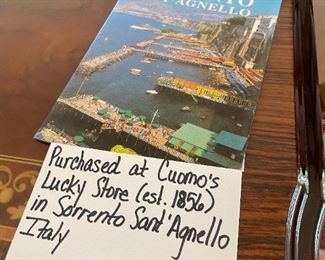 AGNELLO
Purchased at Cuomo's
Lucky Store (est. 1856)
in Sorrento Sant'Agnello
Italy